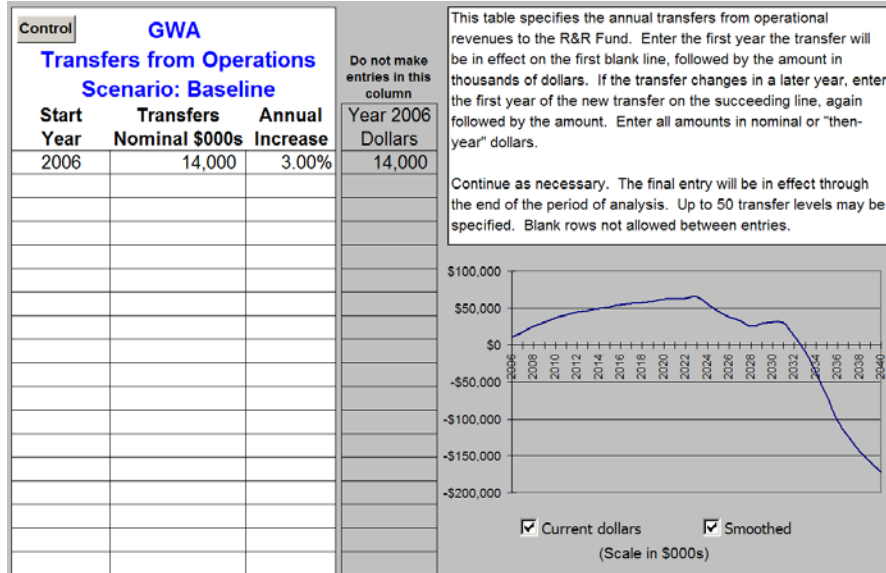 Control
GWA
Transfers from Operations
Scenario: Baseline
Start Year
Transfers Nominal $000s
Annual Increase
2006 14,000 3.00%
Do not make
entries in this
column
Year 2006
Dollars
14,000
This table specifies the annual transfers from operational
revenues to the R&R Fund. Enter the first year the transfer will
be in effect on the first blank line, followed by the amount in
thousands of dollars. If the transfer changes in a later year, enter
the first year of the new transfer on the succeeding line, again
followed by the amount. Enter all amounts in nominal or "then-
year" dollars.
Continue as necessary. The final entry will be in effect through
the end of the period of analysis. Up to 50 transfer levels may be
specified. Blank rows not allowed between entries.
$100,000
$50,000
$0
-$50,000
-$100,000
-$150,000
-$200,000
2006 2008 2010 2012 2014 2016 2018 2020 2022 2024 2026 2028 2030 2032 2034 2036 2038 2040
Current dollars Smoothed
(Scale in $000s)